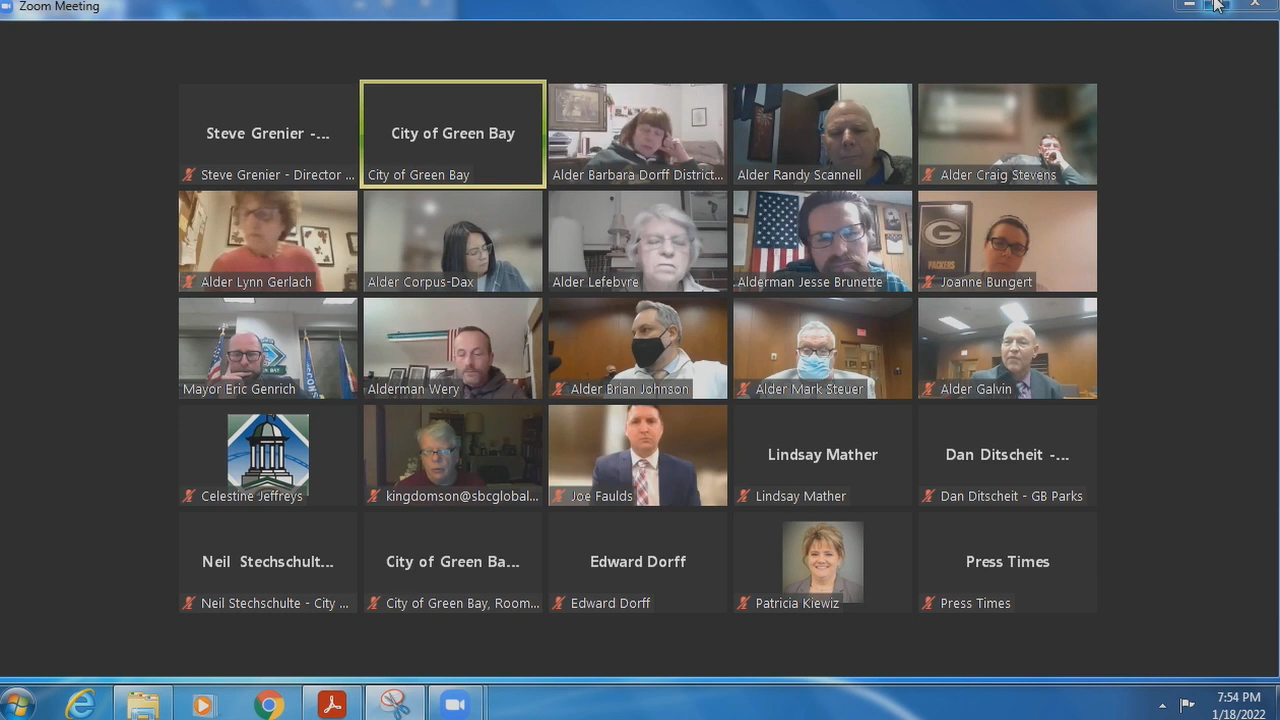 Zoom Meeting
Steve Grenier -...
Steve Grenier - Director ...
City of Green Bay
City of Green Bay
Alder Barbara Dorff District...
Alder Randy Scannell
Alder Craig Stevens
Alder Lynn Gerlach
Alder Corpus-Dax
Alder Lefebvre
Alderman Jesse Brunette
G
PACKERS
Joanne Bungert
Mayor Eric Genrich
Alderman Wery
Alder Brian Johnson
Alder Mark Steuer
Alder Galvin
Celestine Jeffreys
kingdomson@sbcglobal...
Joe Faulds
Lindsay Mather
Lindsay Mather
Dan Ditscheit -...
Dan Ditscheit - GB Parks
Neil Stechschult...
Neil Stechschulte - City ...
City of Green Ba...
City of Green Bay, Room...
Edward Dorff
Edward Dorff
Patricia Kiewiz
Press Times
Press Times
7:54 PM
1/18/2022